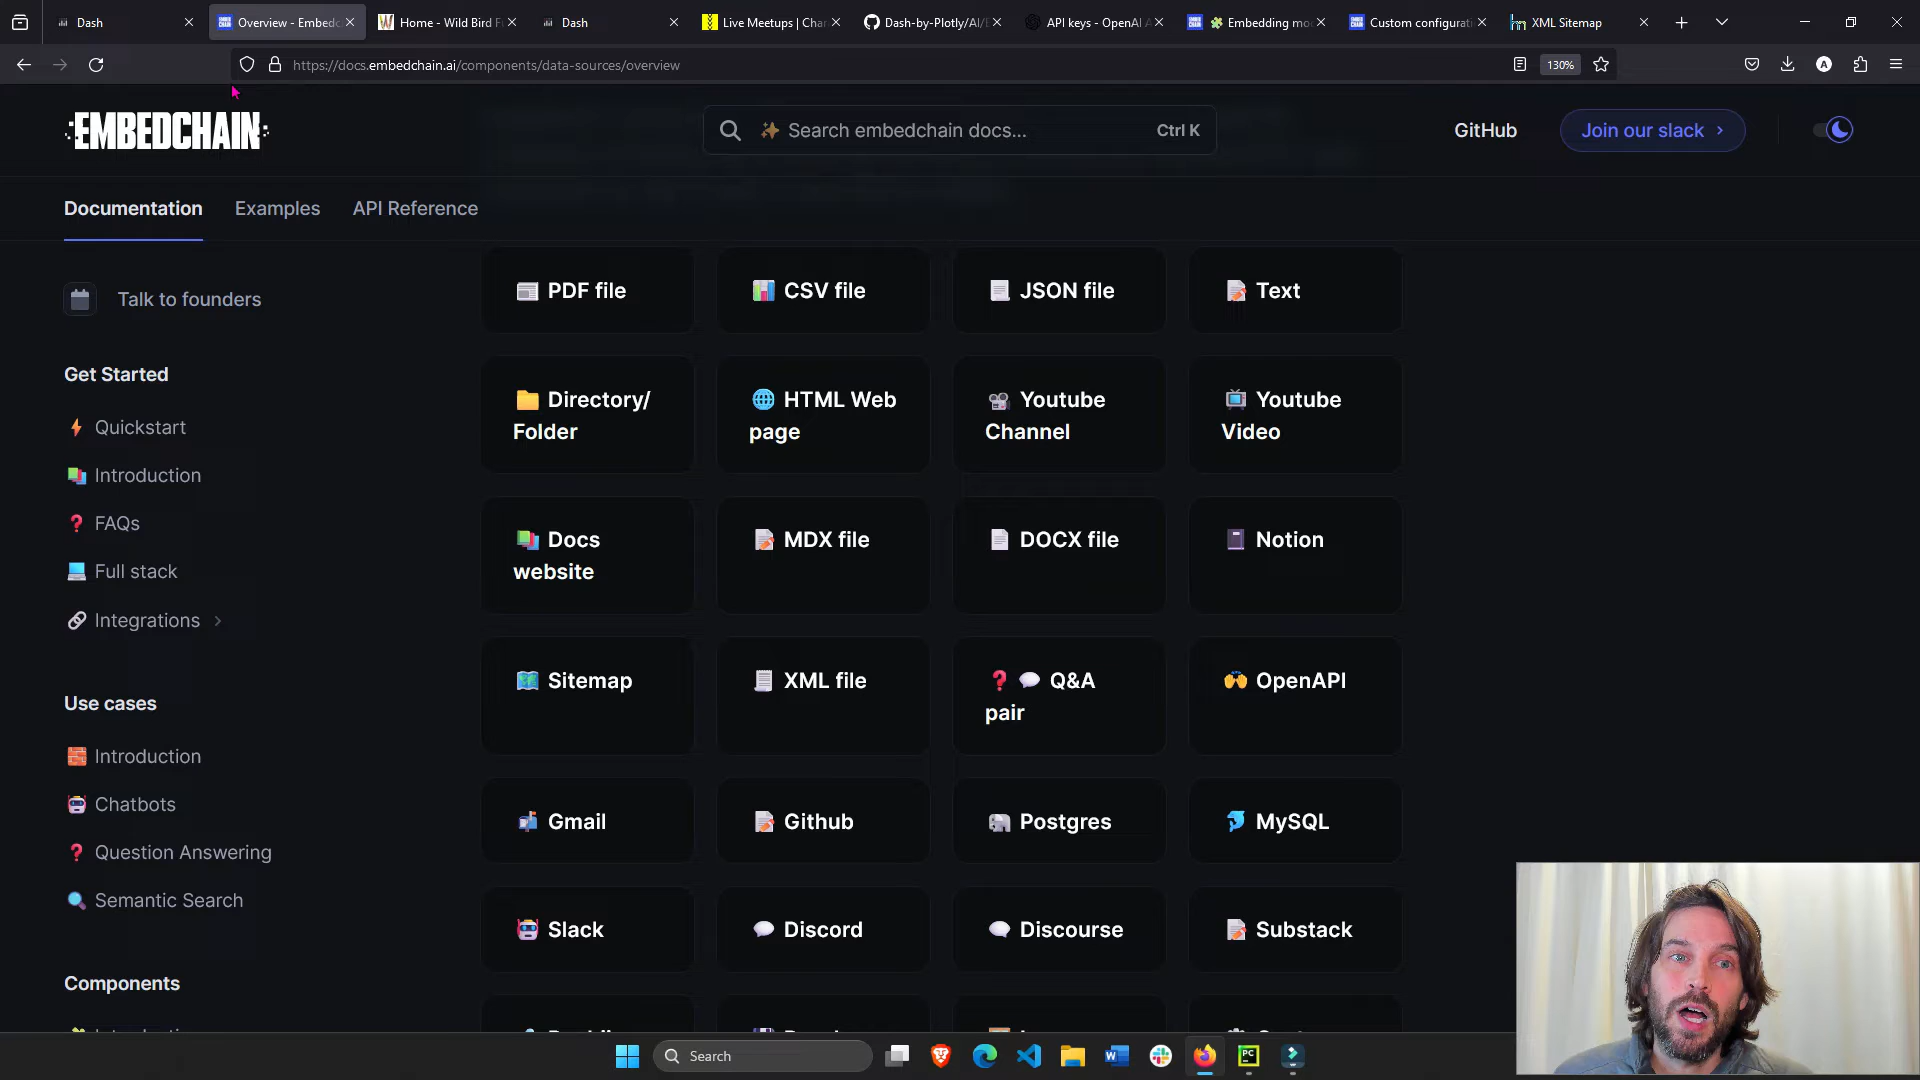 Dash
Overview - Embedc
Home - Wild Bird F
Dash
Live Meetups | Cha
Dash-by-Plotly/AI/E
API keys - OpenAI A
Embedding mo
Custom configurati
XML Sitemap
https://docs.embedchain.ai/components/data-sources/overview
130%
EMBEDCHAIN
Search embedchain docs...
Ctrl K
GitHub
Join our slack
Documentation
Examples
API Reference
Talk to founders
Get Started
Quickstart
Introduction
FAQs
Full stack
Integrations
Use cases
Introduction
Chatbots
Question Answering
Semantic Search
Components
PDF file
CSV file
JSON file
Text
Directory/
Folder
HTML Web
page
Youtube
Channel
Youtube
Video
Docs
website
MDX file
DOCX file
Notion
Sitemap
XML file
Q&A
pair
OpenAPI
Gmail
Github
Postgres
MySQL
Slack
Discord
Discourse
Substack
Search